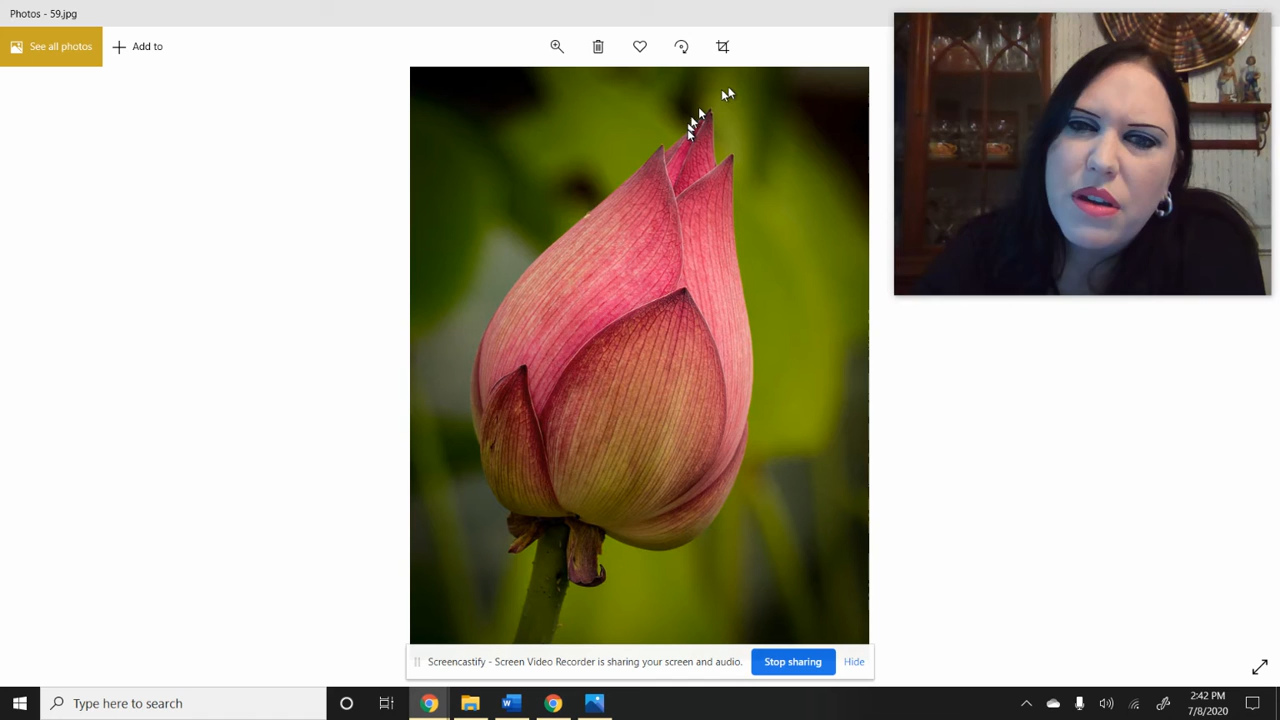 Photos - 59.jpg
See all photos
Add to
Screencastify - Screen Video Recorder is sharing your screen and audio.
Stop sharing
Hide
Type here to search
2:42 PM
7/8/2020